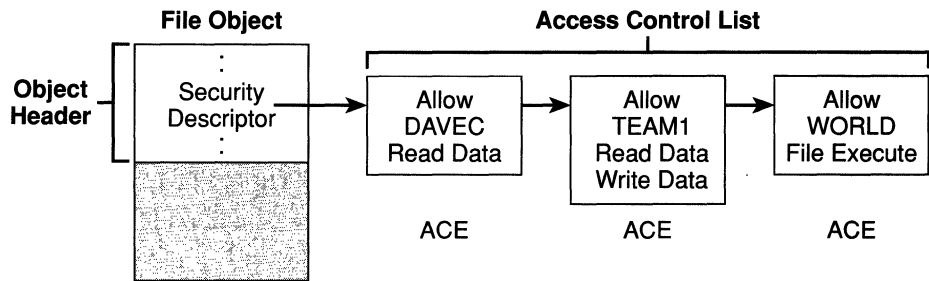 File Object
Access Control List
Object
Header
Security
Descriptor
Allow
DAVEC
Read Data
Allow
TEAM1
Read Data
Write Data
Allow
WORLD
File Execute
ACE
ACE
ACE